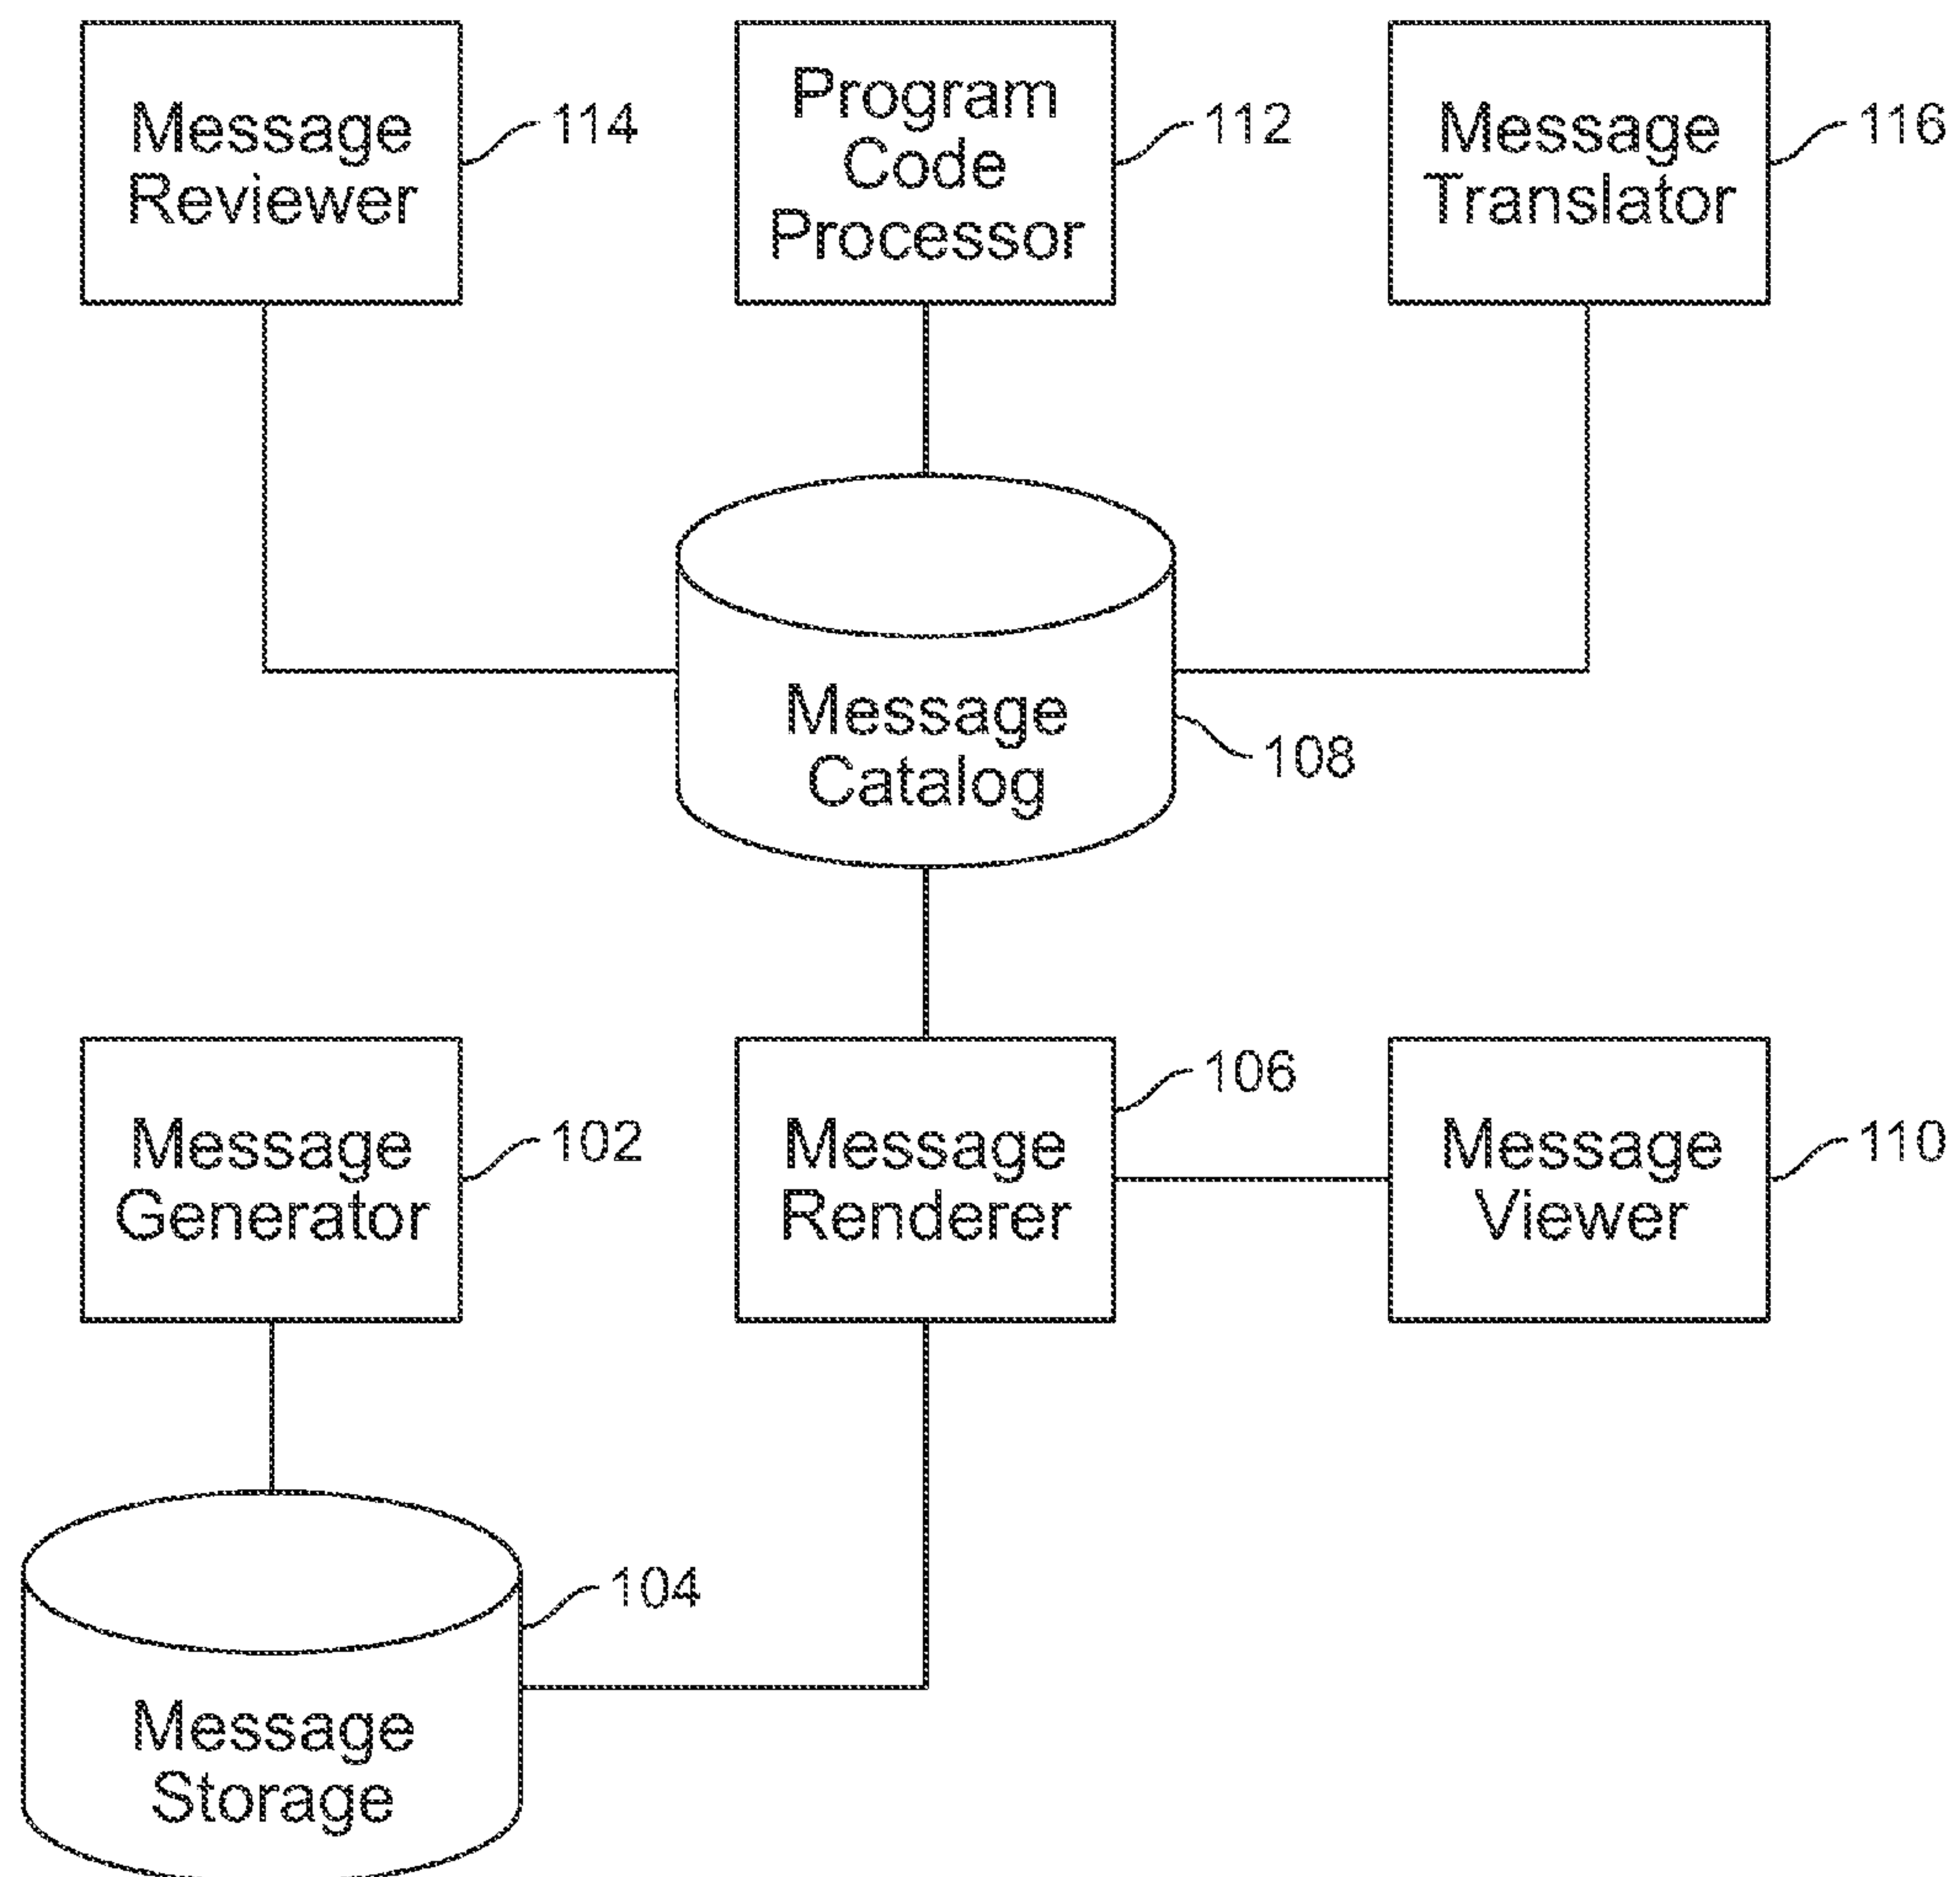 Message
Reviewer
114
Program
Code
Processor
112
Message
Translator
116
Message
Catalog
108
Message
Generator
102
Message
Renderer
106
Message
Viewer
110
Message
Storage
104